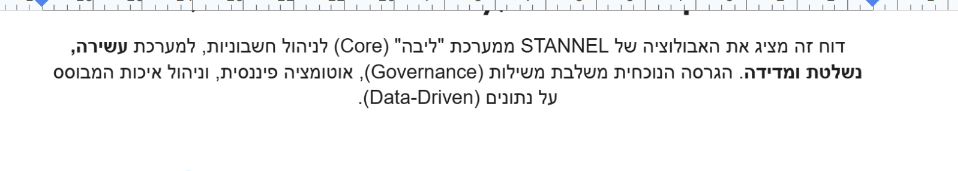 דוח זה מציג את האבולוציה של STANNEL ממערכת "ליבה" (Core) לניהול חשבוניות, למערכת עשירה,
נשלטת ומדידה. הגרסה הנוכחית משלבת משילות (Governance), אוטומציה פיננסית, וניהול איכות המבוסס
על נתונים (Data-Driven).